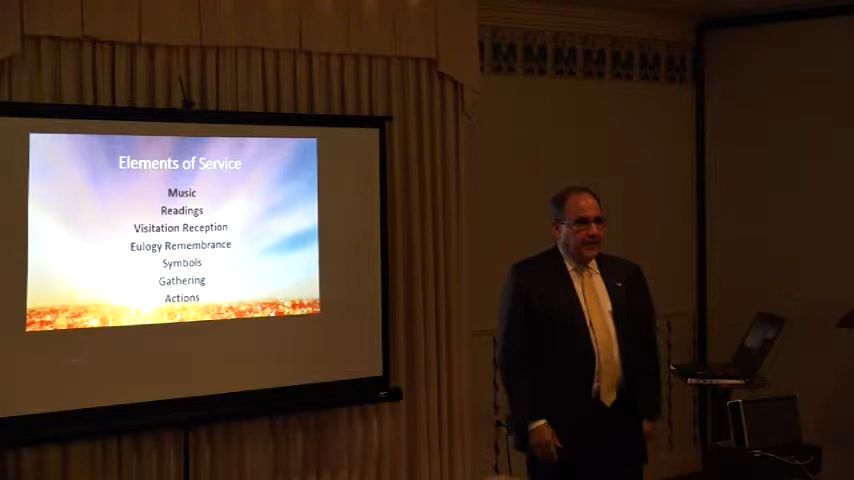 Elements of Service
Music
Readings
Visitation Reception
Eulogy Remembrance
Symbols
Gathering
Actions